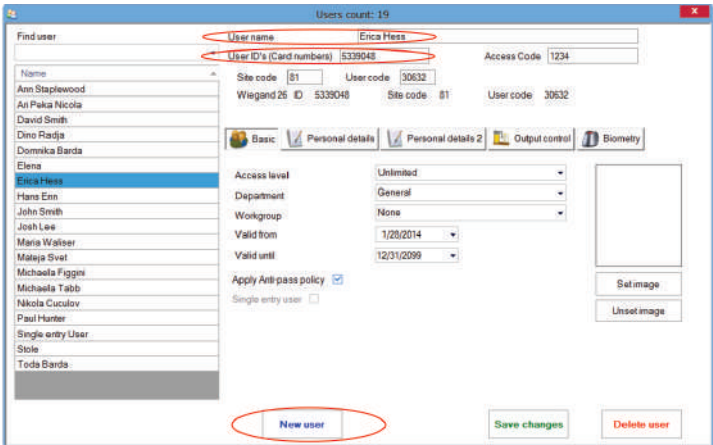 Users count: 19
x
Find user
Name
Ann Staplewood
Ari Peka Nicola
David Smith
Dino Radja
Domnika Barda
Elena
Erica Hess
Hans Enn
John Smith
Josh Lee
Maria Waliser
Mateja Svet
Michaela Figgini
Michaela Tabb
Nikola Cuculov
Paul Hunter
Single entry User
Stole
Toda Barda
User name Erica Hess
User ID's (Card numbers) 5339048 Access Code 1234
Site code 81 User code 30632
Wiegand 26 ID 5339048 Site code 81 User code 30632
Basic Personal details Personal details 2 Output control Biometry
Access level Unlimited
Department General
Workgroup None
Valid from 1/28/2014
Valid until 12/31/2099
Apply Anti-pass policy
Single entry user
Set image
Unset image
New user Save changes Delete user